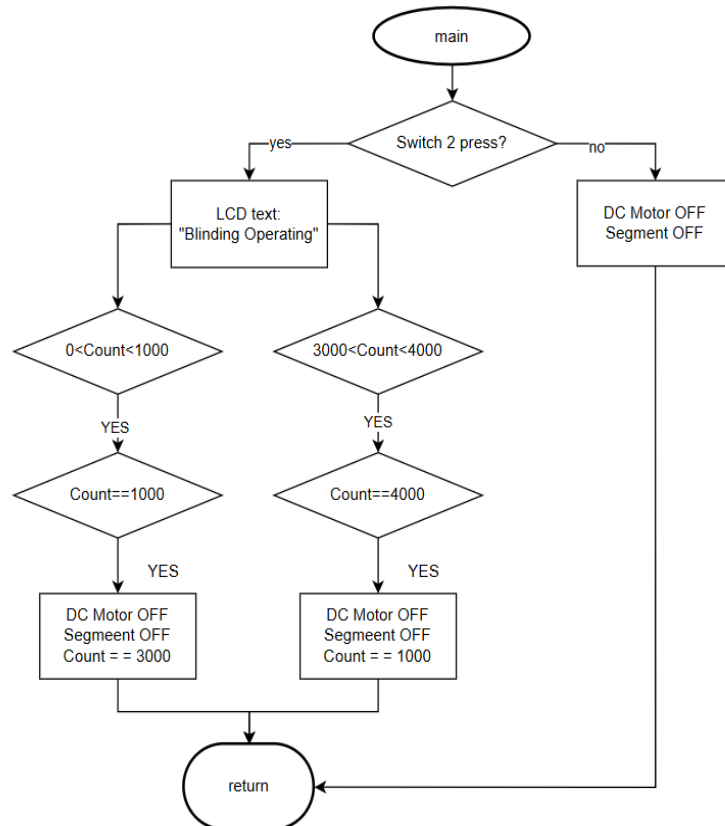 main
Switch 2 press?
yes
no
LCD text:
"Blinding Operating"
DC Motor OFF
Segment OFF
0<Count<1000
3000<Count<4000
YES
YES
Count==1000
Count==4000
YES
YES
DC Motor OFF
Segmeent OFF
Count = = 3000
DC Motor OFF
Segmeent OFF
Count = = 1000
return